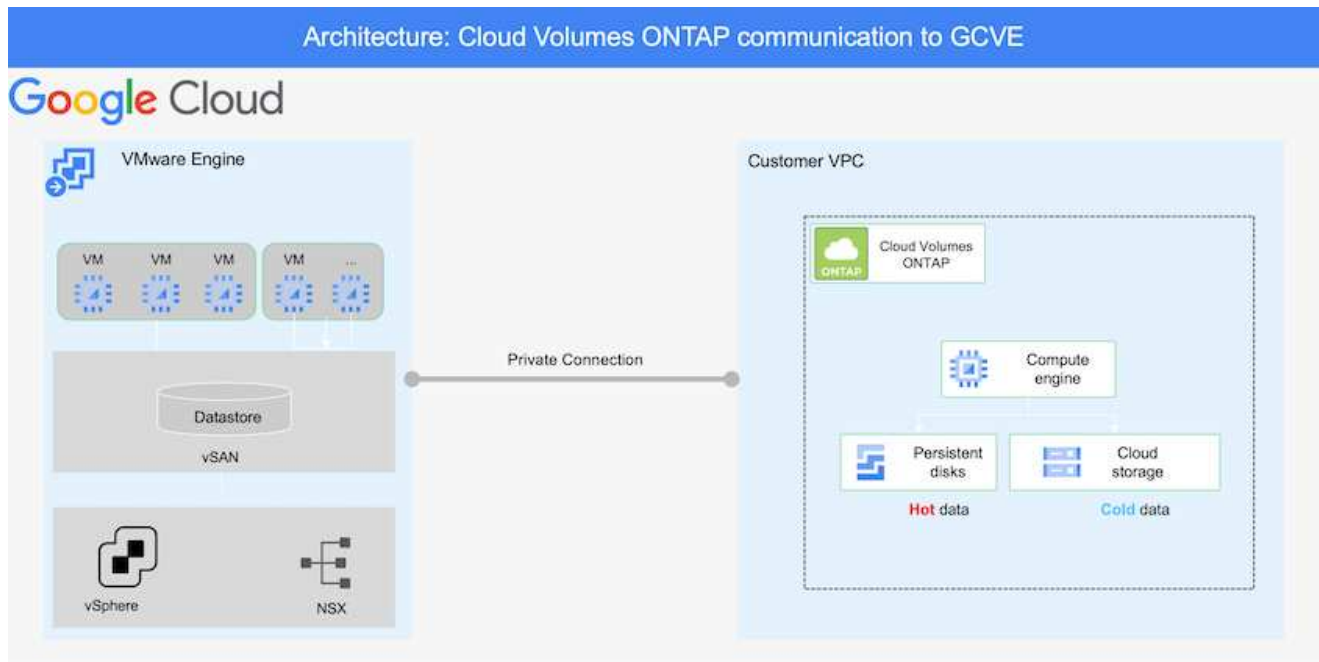 Architecture: Cloud Volumes ONTAP communication to GCVE
Google Cloud
VMware Engine
Customer VPC
VM VM VM VM ...
Cloud Volumes
ONTAP
ONTAP
Private Connection
Compute
engine
Datastore
vSAN
Persistent
disks
Cloud
storage
Hot data
Cold data
vSphere
NSX